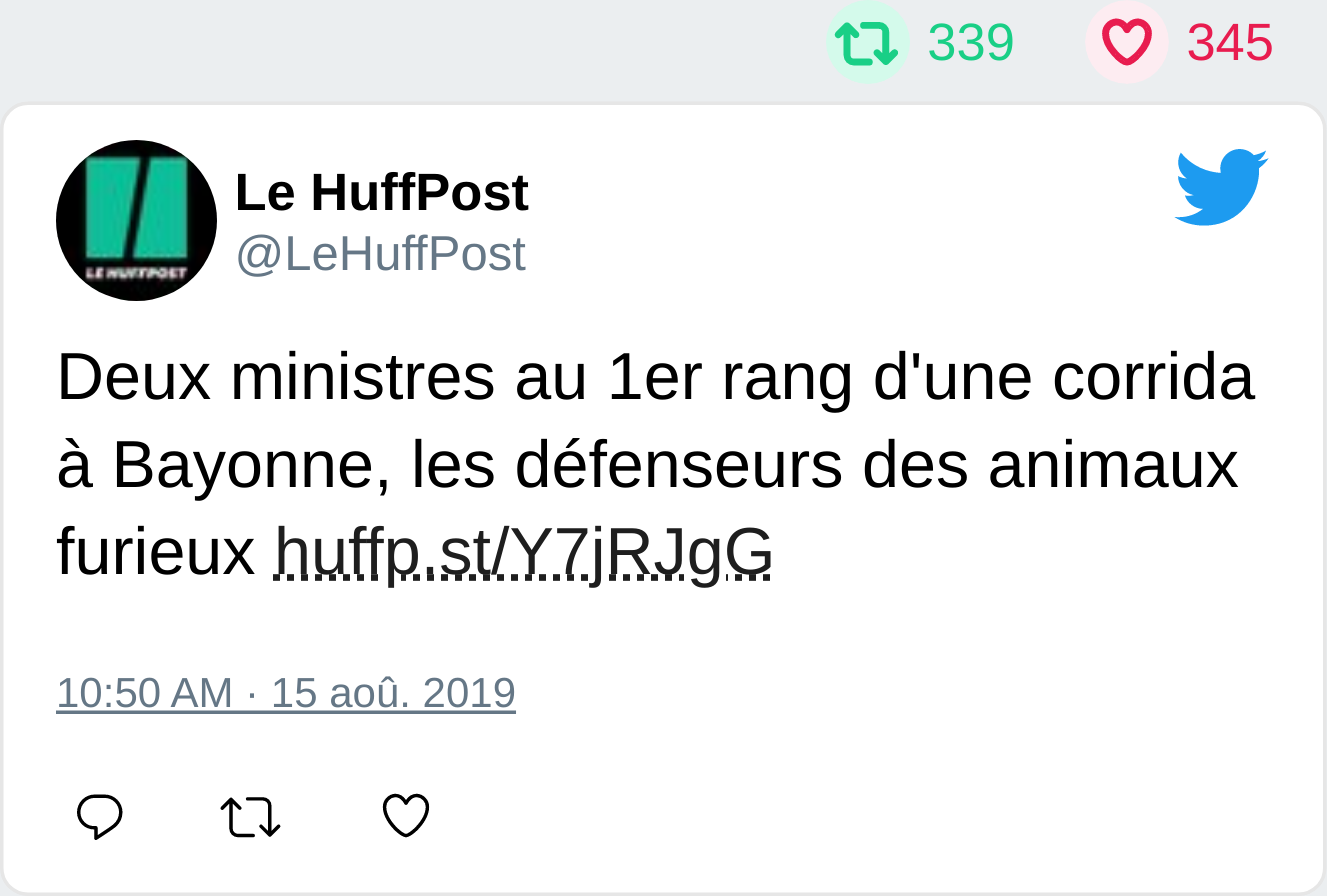 339 345
Le HuffPost
@LeHuffPost
LE HUFFPOST
Deux ministres au 1er rang d'une corrida
à Bayonne, les défenseurs des animaux
furieux huffp.st/Y7jRJgG
10:50 AM · 15 aoû. 2019